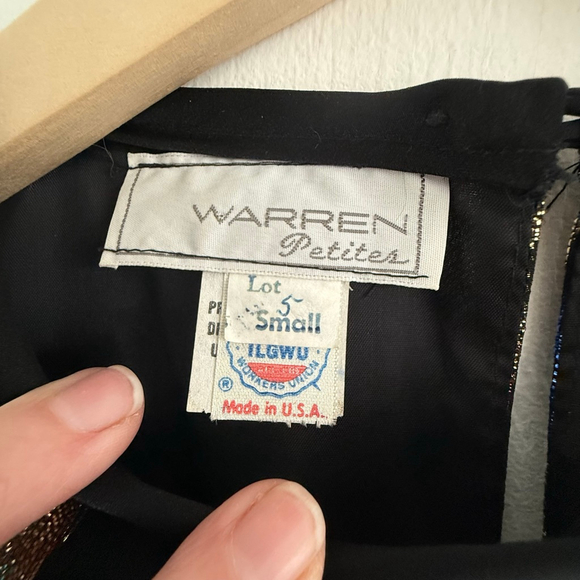 WARREN
Petites
Lot
5
Small
ILGWU
WORKERS UNION
®
Made in U.S.A.